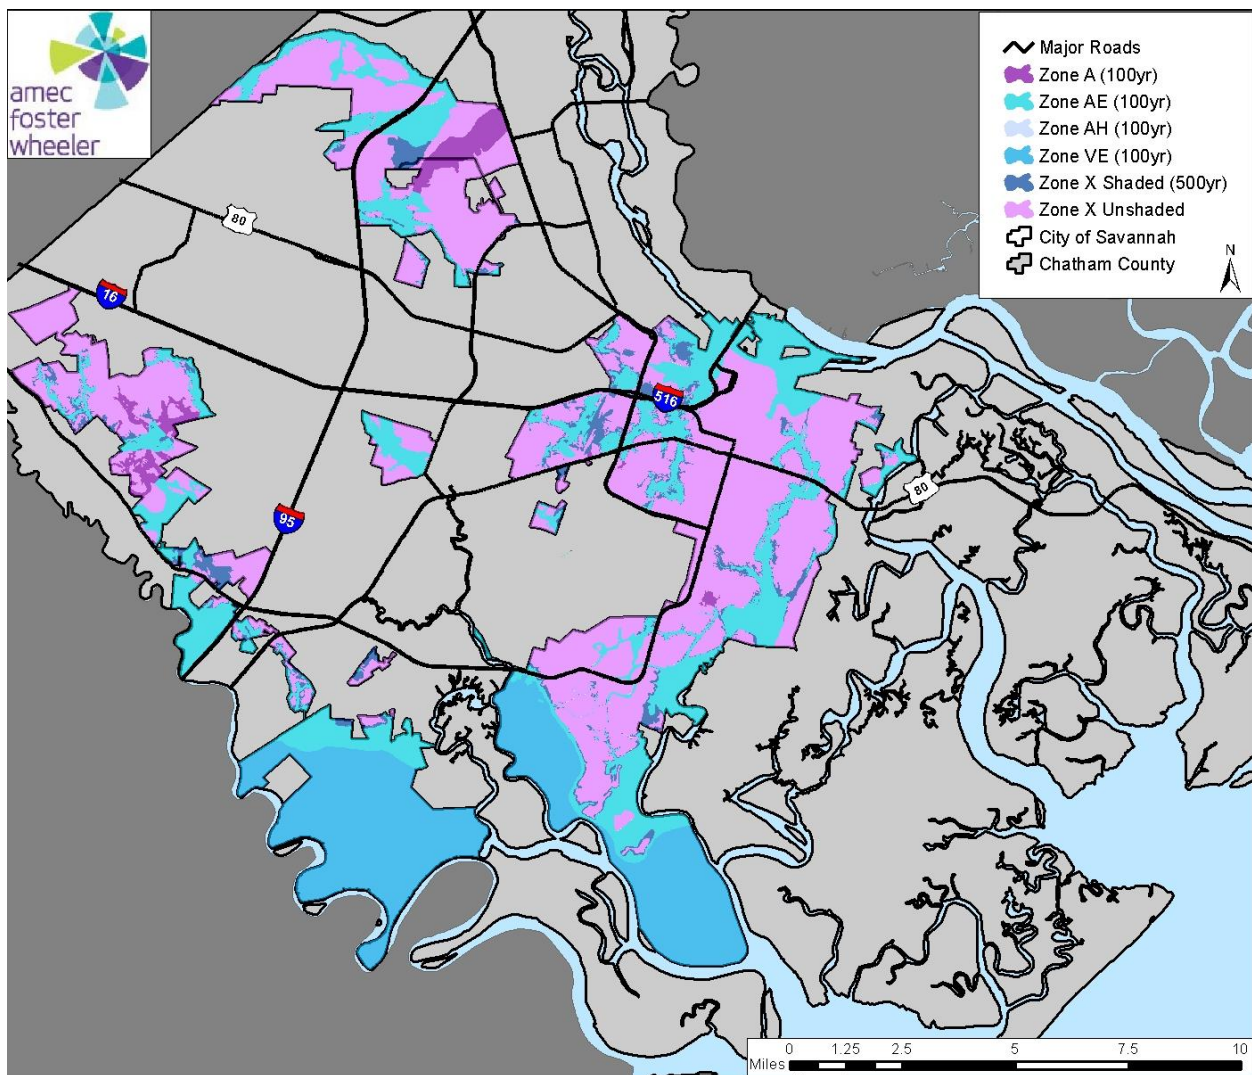 amec
foster
wheeler
Major Roads
Zone A (100yr)
Zone AE (100yr)
Zone AH (100yr)
Zone VE (100yr)
Zone X Shaded (500yr)
Zone X Unshaded
City of Savannah
Chatham County
N
80
16
516
80
95
0 1.25 2.5 5 7.5 10
Miles